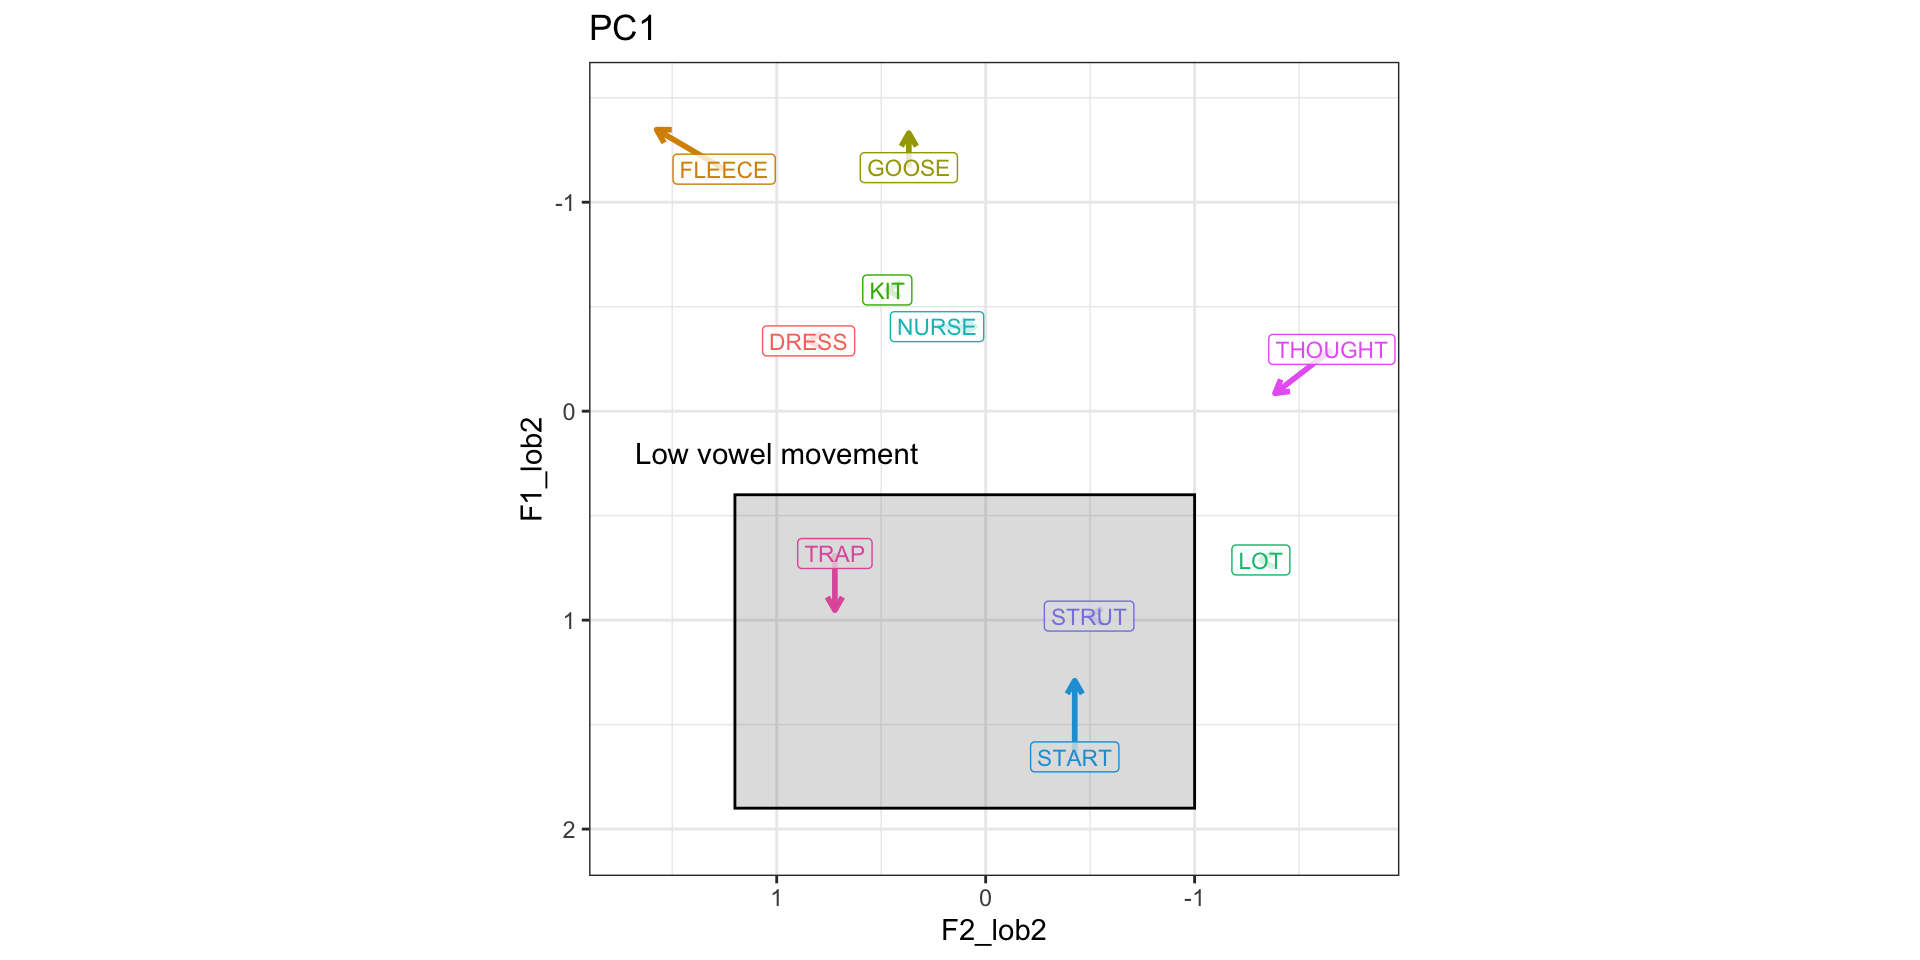 PC1
FLEECE
GOOSE
-1
KIT
NURSE
DRESS
THOUGHT
0
Low vowel movement
F1_lob2
TRAP
LOT
STRUT
1
START
2
1
0
-1
F2_lob2